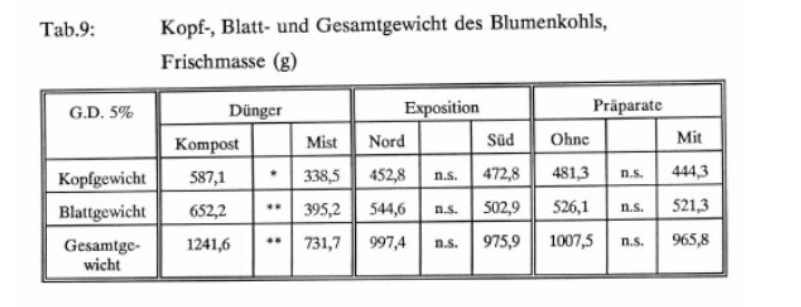 Tab.9: Kopf-, Blatt- und Gesamtgewicht des Blumenkohls,
Frischmasse (g)
G.D. 5% Dünger Exposition Präparate
Kompost Mist Nord Süd Ohne Mit
Kopfgewicht 587,1 * 338,5 452,8 n.s. 472,8 481,3 n.s. 444,3
Blattgewicht 652,2 ** 395,2 544,6 n.s. 502,9 526,1 n.s. 521,3
Gesamtge- 1241,6 ** 731,7 997,4 n.s. 975,9 1007,5 n.s. 965,8
wicht